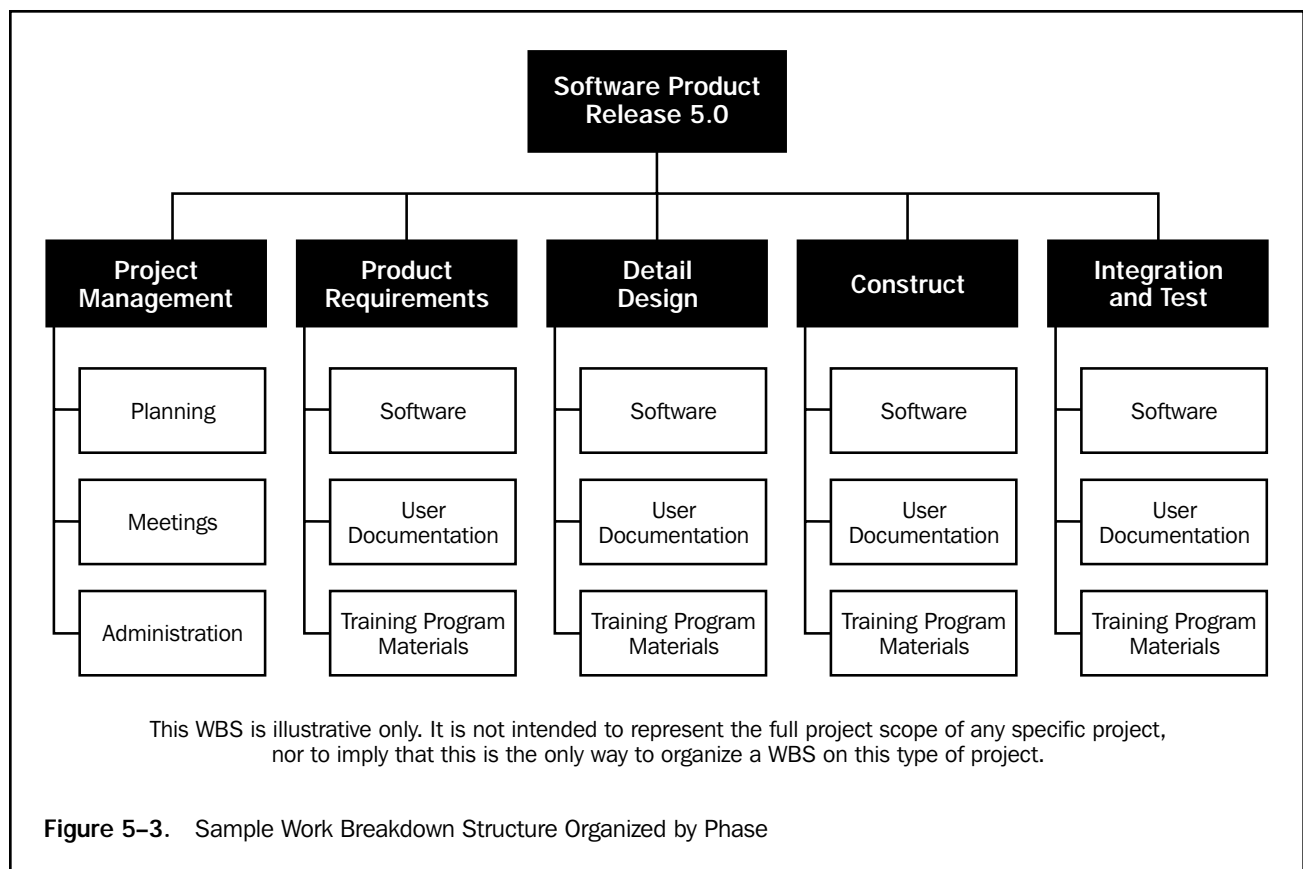 Software Product
Release 5.0
Project
Management
Product
Requirements
Detail
Design
Construct
Integration
and Test
Planning
Software
Software
Software
Software
Meetings
User
Documentation
User
Documentation
User
Documentation
User
Documentation
Administration
Training Program
Materials
Training Program
Materials
Training Program
Materials
Training Program
Materials
This WBS is illustrative only. It is not intended to represent the full project scope of any specific project,
nor to imply that this is the only way to organize a WBS on this type of project.
Figure 5–3. Sample Work Breakdown Structure Organized by Phase